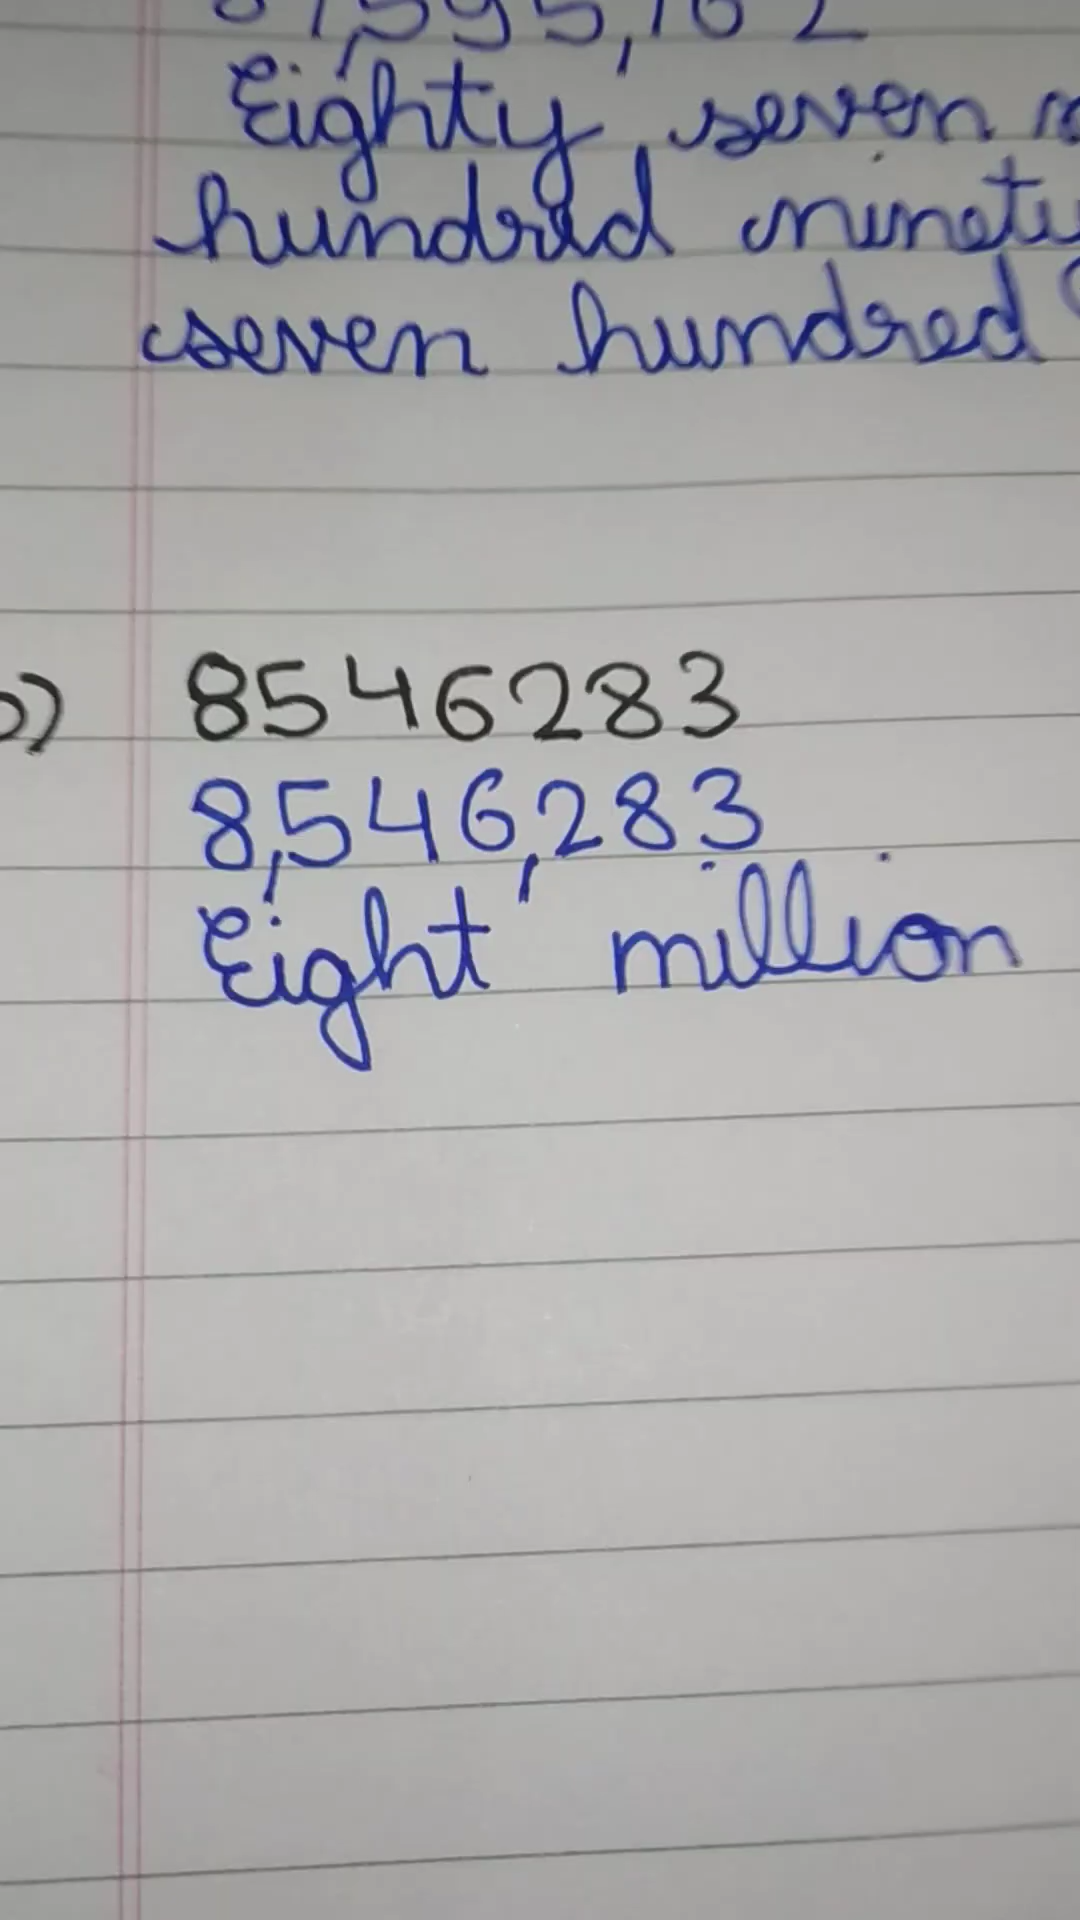 Eighty seven
hundred ninety
seven hundred
8546283
8,546,283
Eight million